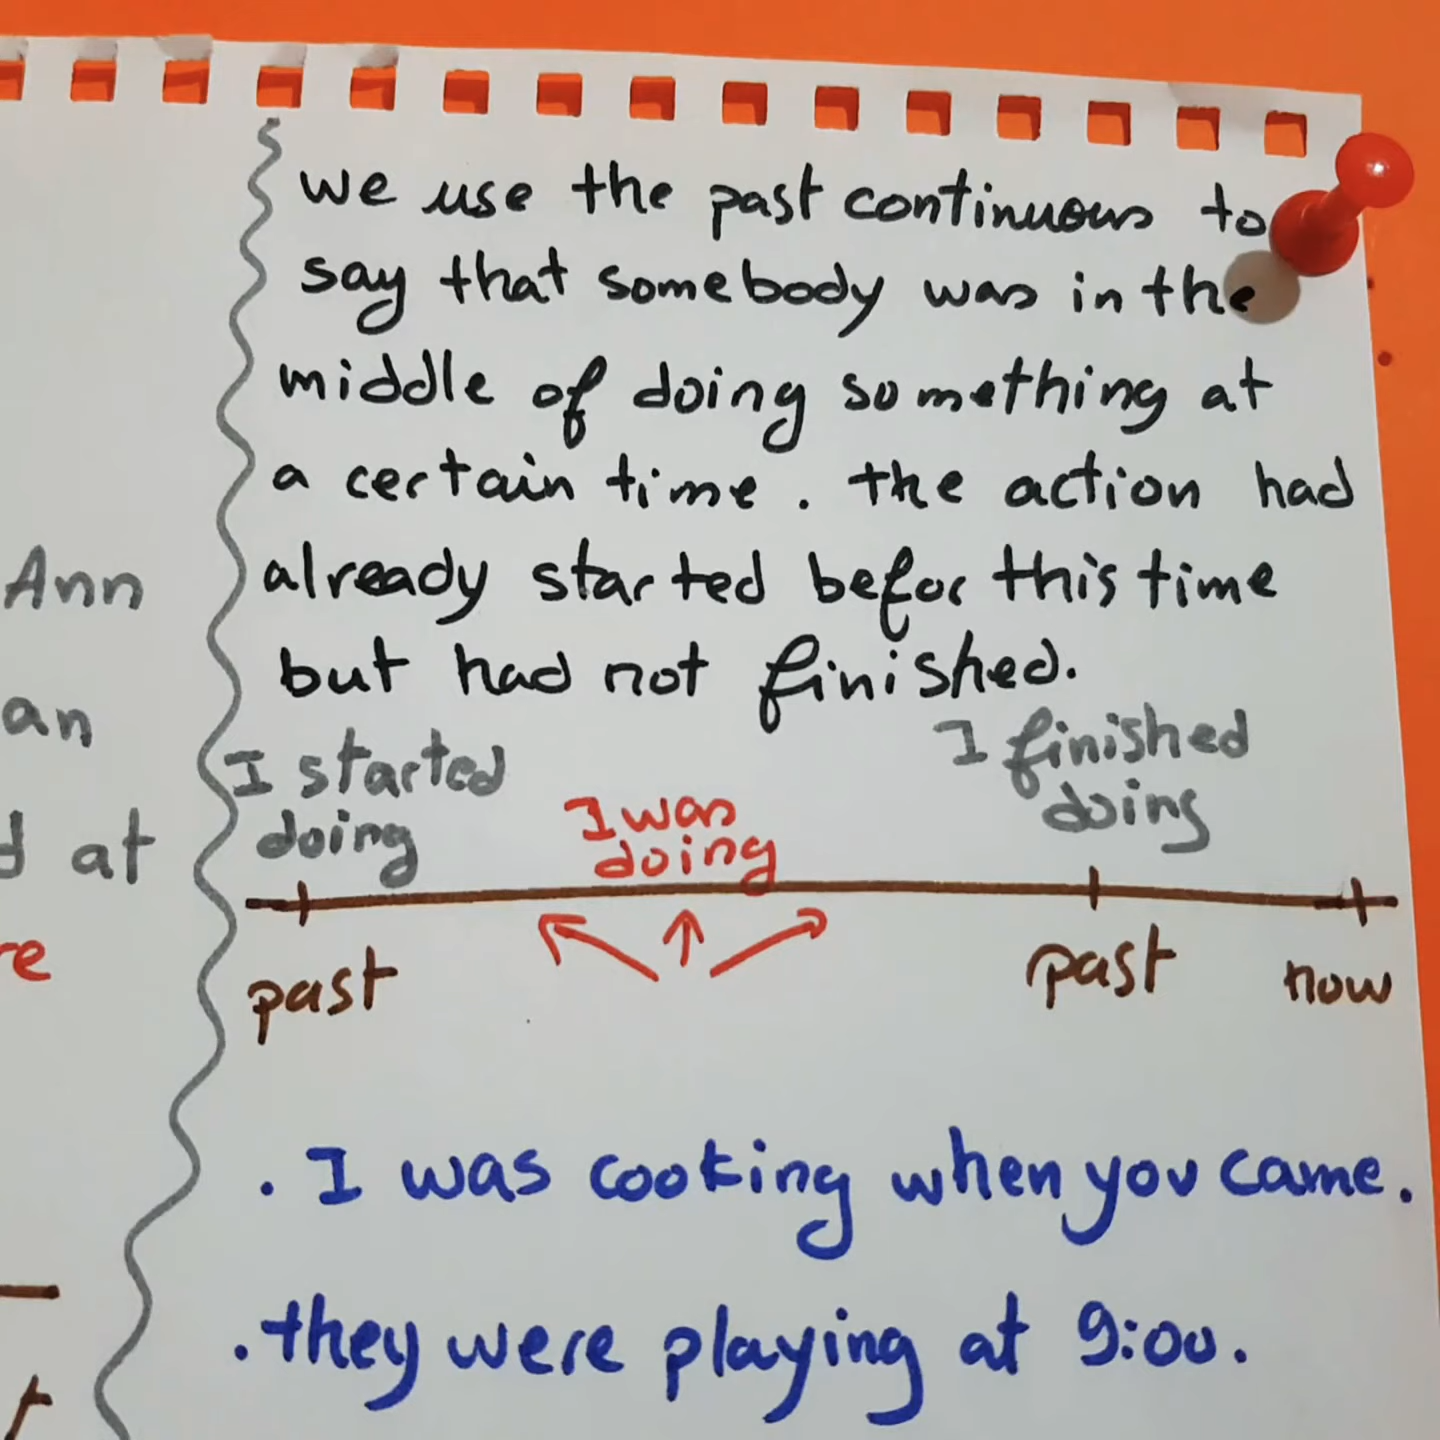 we use the past continuous to
say that somebody was in the
middle of doing something at
a certain time. the action had
already started befor this time
but had not finished.
I started
doing
I was
doing
I finished
doing
past
past
now
. I was cooking when you came.
. they were playing at 9:00.
Ann
an
d at
re